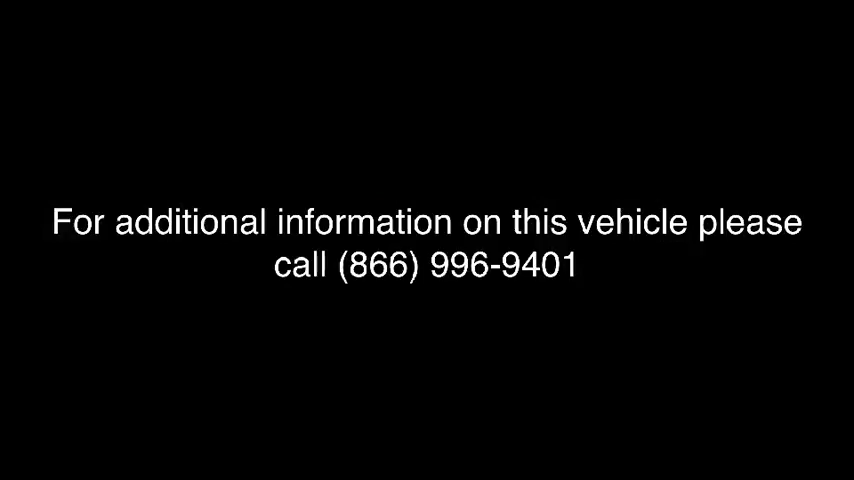 For additional information on this vehicle please
call (866) 996-9401